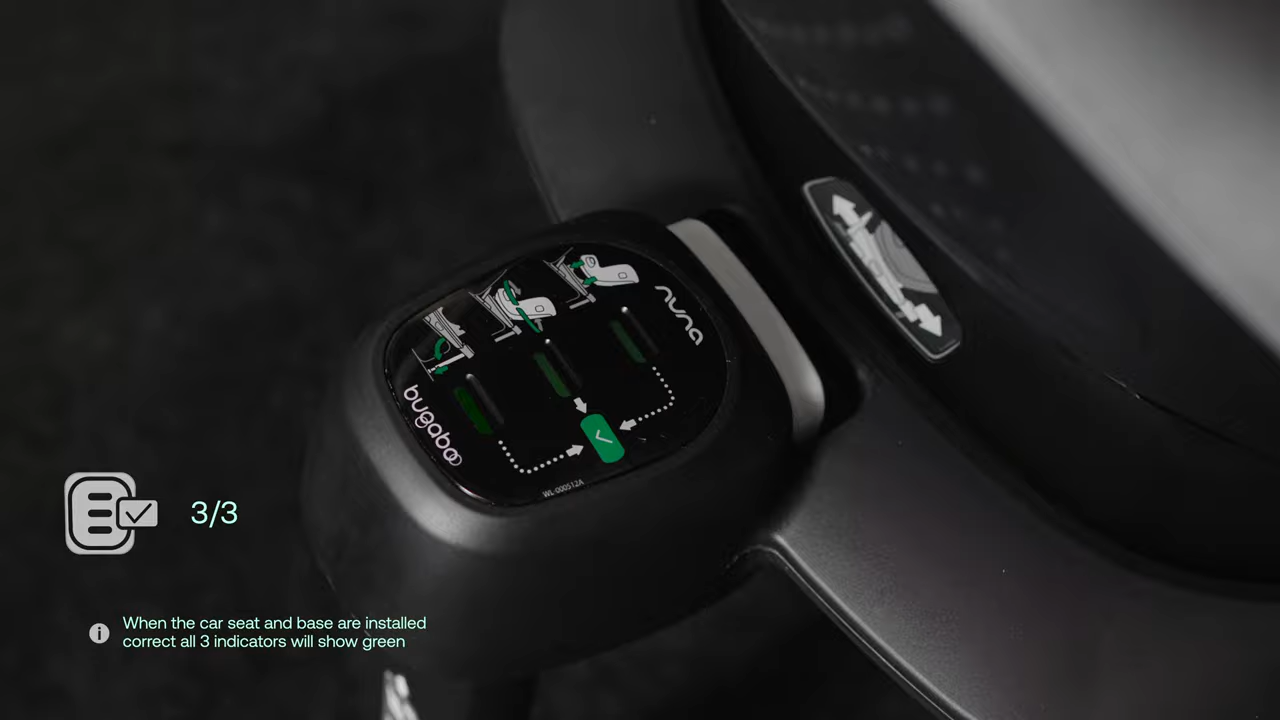 nuna
bugaboo
WL 000512A
3/3
When the car seat and base are installed
correct all 3 indicators will show green